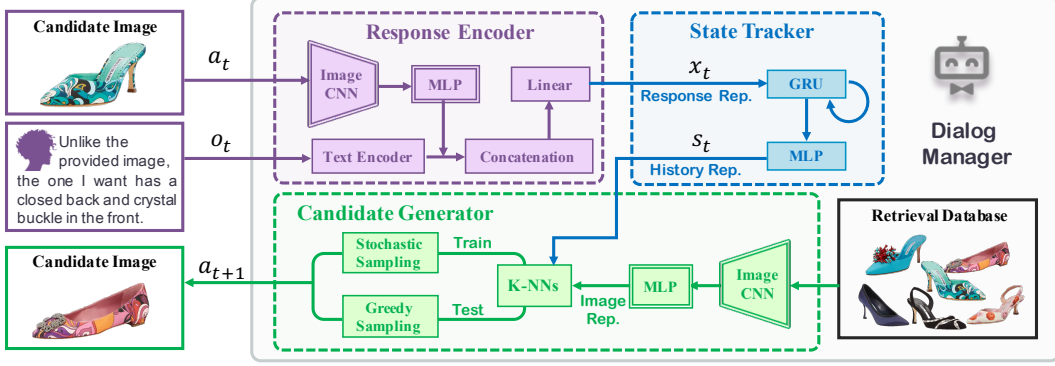 Candidate Image
a_t
Unlike the
provided image,
the one I want has a
closed back and crystal
buckle in the front.
o_t
Candidate Image
a_{t+1}
Response Encoder
Image
CNN
MLP
Linear
Text Encoder
Concatenation
State Tracker
x_t
Response Rep.
GRU
s_t
History Rep.
MLP
Dialog
Manager
Candidate Generator
Stochastic
Sampling
Train
Greedy
Sampling
Test
K-NNs
Image
Rep.
MLP
Image
CNN
Retrieval Database